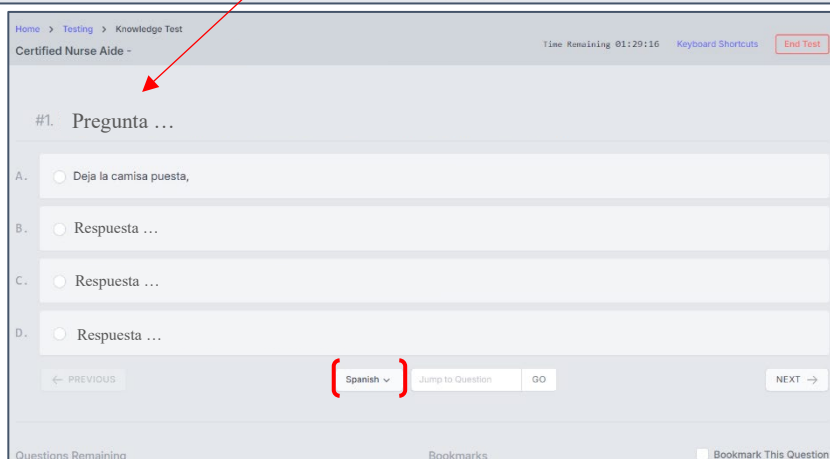 Home > Testing > Knowledge Test
Certified Nurse Aide -
Time Remaining 01:29:16 Keyboard Shortcuts End Test
#1. Pregunta …
A. Deja la camisa puesta,
B. Respuesta …
C. Respuesta …
D. Respuesta …
← PREVIOUS Spanish Jump to Question GO NEXT →
Questions Remaining Bookmarks Bookmark This Question